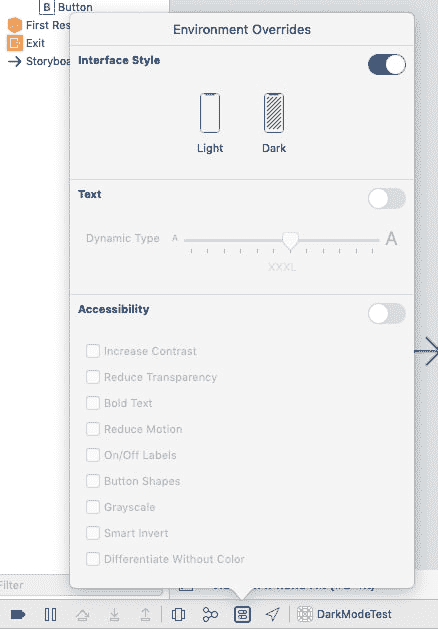 B Button
First Res
Exit
Storyboa
Environment Overrides
Interface Style
Light Dark
Text
Dynamic Type A A
XXXL
Accessibility
Increase Contrast
Reduce Transparency
Bold Text
Reduce Motion
On/Off Labels
Button Shapes
Grayscale
Smart Invert
Differentiate Without Color
Filter
DarkModeTest